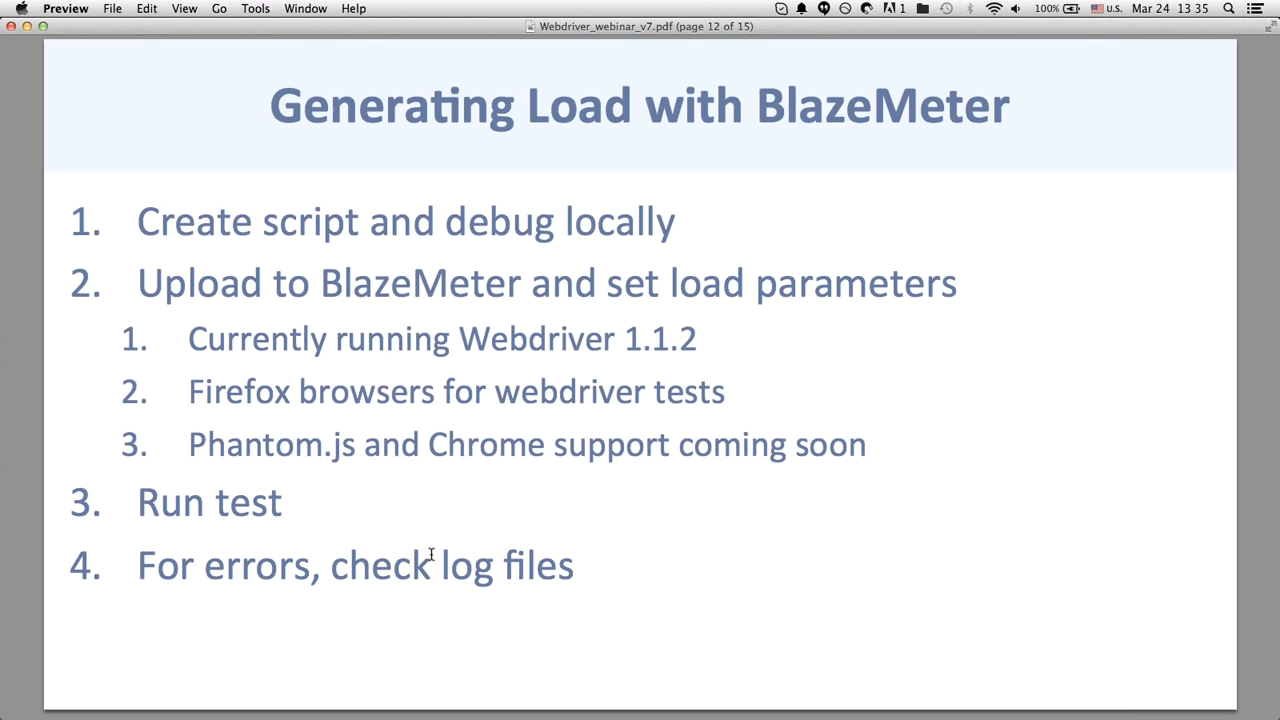 Preview File Edit View Go Tools Window Help 1 100% U.S. Mar 24 13 35
Webdriver_webinar_v7.pdf (page 12 of 15)
Generating Load with BlazeMeter
1. Create script and debug locally
2. Upload to BlazeMeter and set load parameters
1. Currently running Webdriver 1.1.2
2. Firefox browsers for webdriver tests
3. Phantom.js and Chrome support coming soon
3. Run test
4. For errors, check log files